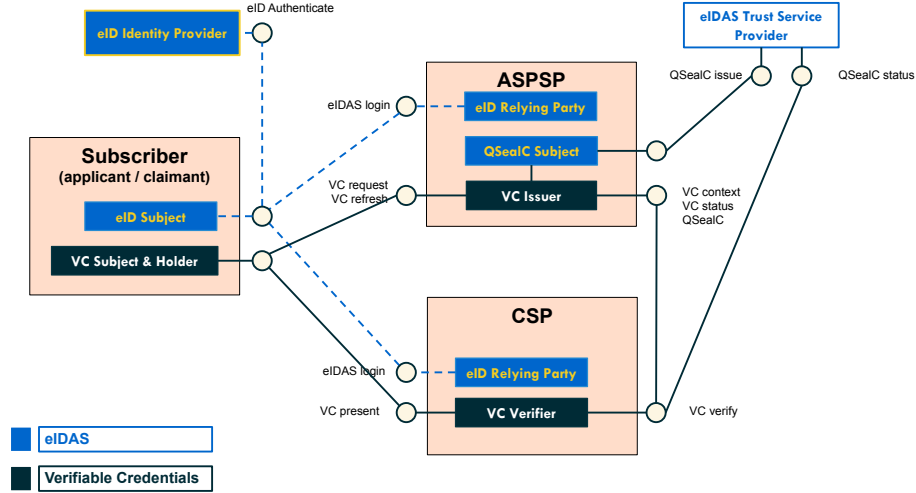 eID Authenticate
eID Identity Provider
eIDAS Trust Service
Provider
QSealC issue
QSealC status
ASPSP
eIDAS login
eID Relying Party
QSealC Subject
VC Issuer
VC request
VC refresh
VC context
VC status
QSealC
Subscriber
(applicant / claimant)
eID Subject
VC Subject & Holder
CSP
eIDAS login
eID Relying Party
VC present
VC Verifier
VC verify
eIDAS
Verifiable Credentials